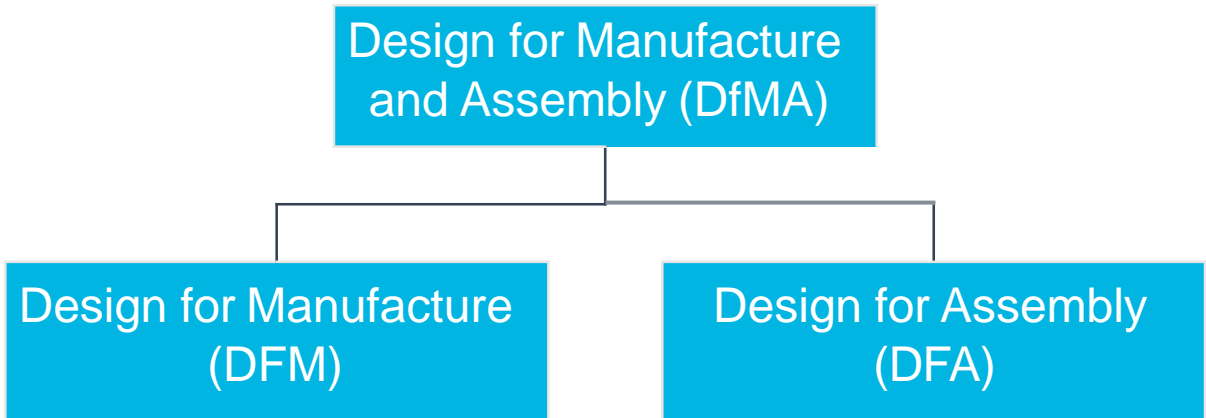 Design for Manufacture
and Assembly (DfMA)
Design for Manufacture
(DFM)
Design for Assembly
(DFA)